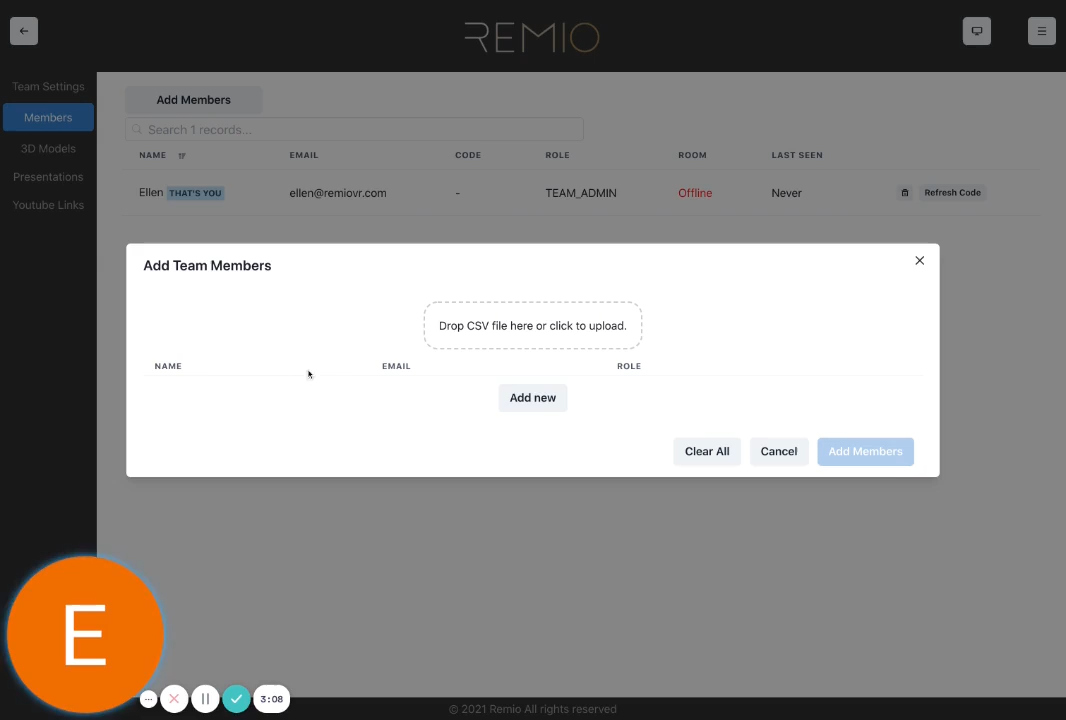 REMIO
Team Settings
Members
3D Models
Presentations
Youtube Links
Add Members
Search 1 records...
NAME EMAIL CODE ROLE ROOM LAST SEEN
Ellen THAT'S YOU ellen@remiovr.com - TEAM_ADMIN Offline Never Refresh Code
Add Team Members
Drop CSV file here or click to upload.
NAME EMAIL ROLE
Add new
Clear All Cancel Add Members
E
3:08
© 2021 Remio All rights reserved